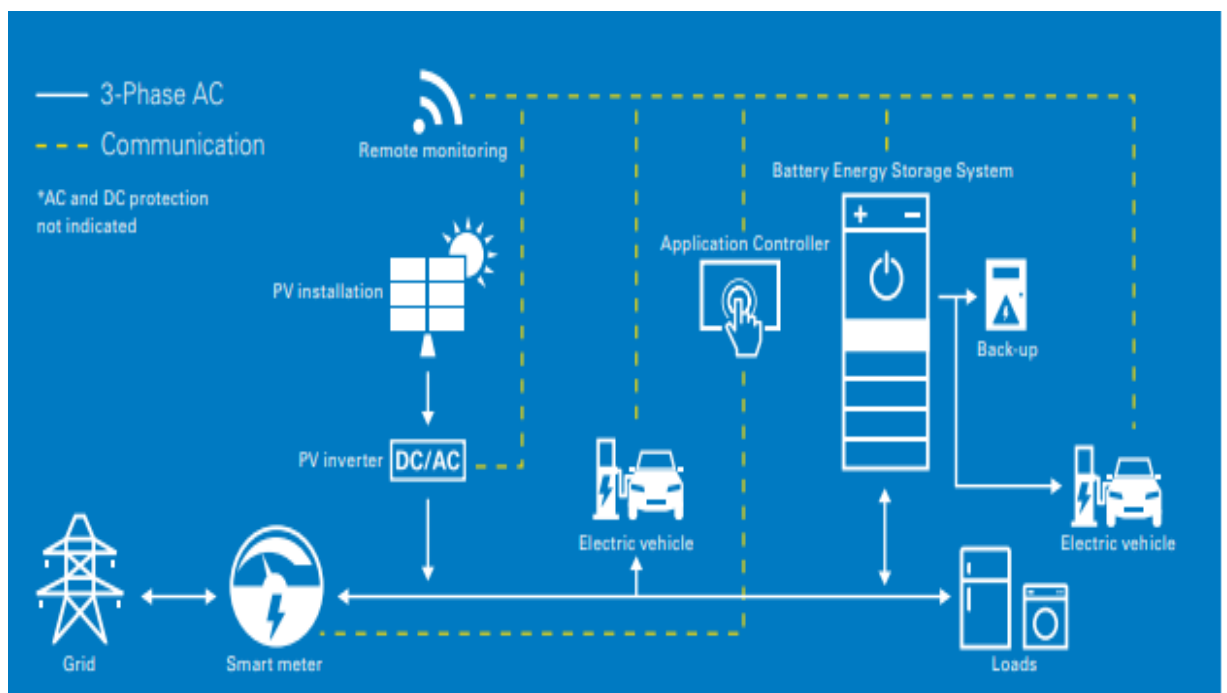 3-Phase AC
Communication
*AC and DC protection
not indicated
Remote monitoring
Battery Energy Storage System
+ −
Application Controller
PV installation
Back-up
PV inverter
DC/AC
Electric vehicle
Electric vehicle
Grid
Smart meter
Loads